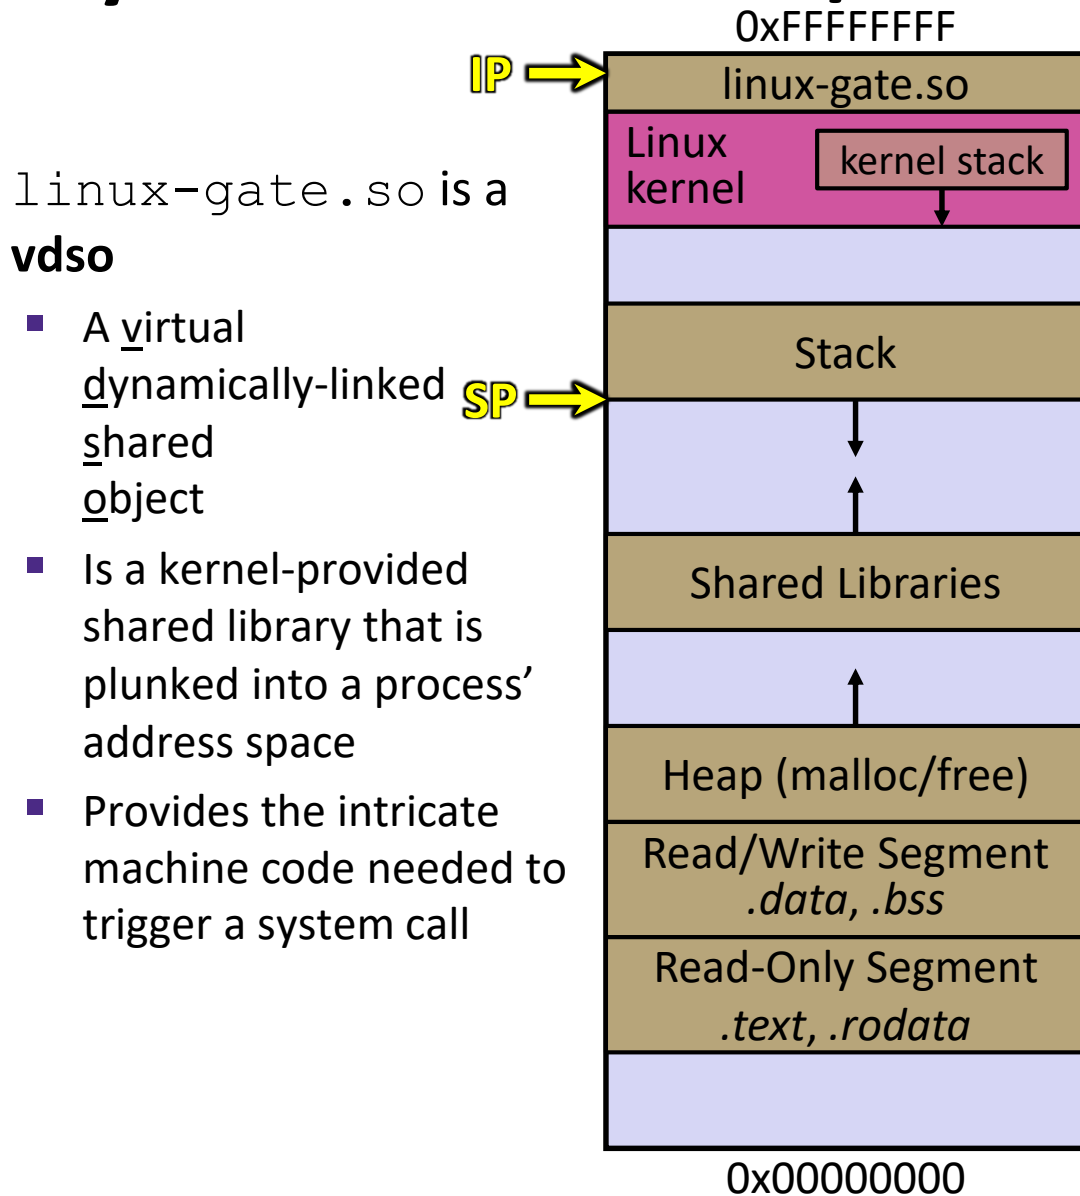 linux-gate.so is a
vdso
▪ A virtual
dynamically-linked
shared
object
▪ Is a kernel-provided
shared library that is
plunked into a process’
address space
▪ Provides the intricate
machine code needed to
trigger a system call
0xFFFFFFFF
IP
linux-gate.so
Linux
kernel
kernel stack
Stack
SP
Shared Libraries
Heap (malloc/free)
Read/Write Segment
.data, .bss
Read-Only Segment
.text, .rodata
0x00000000